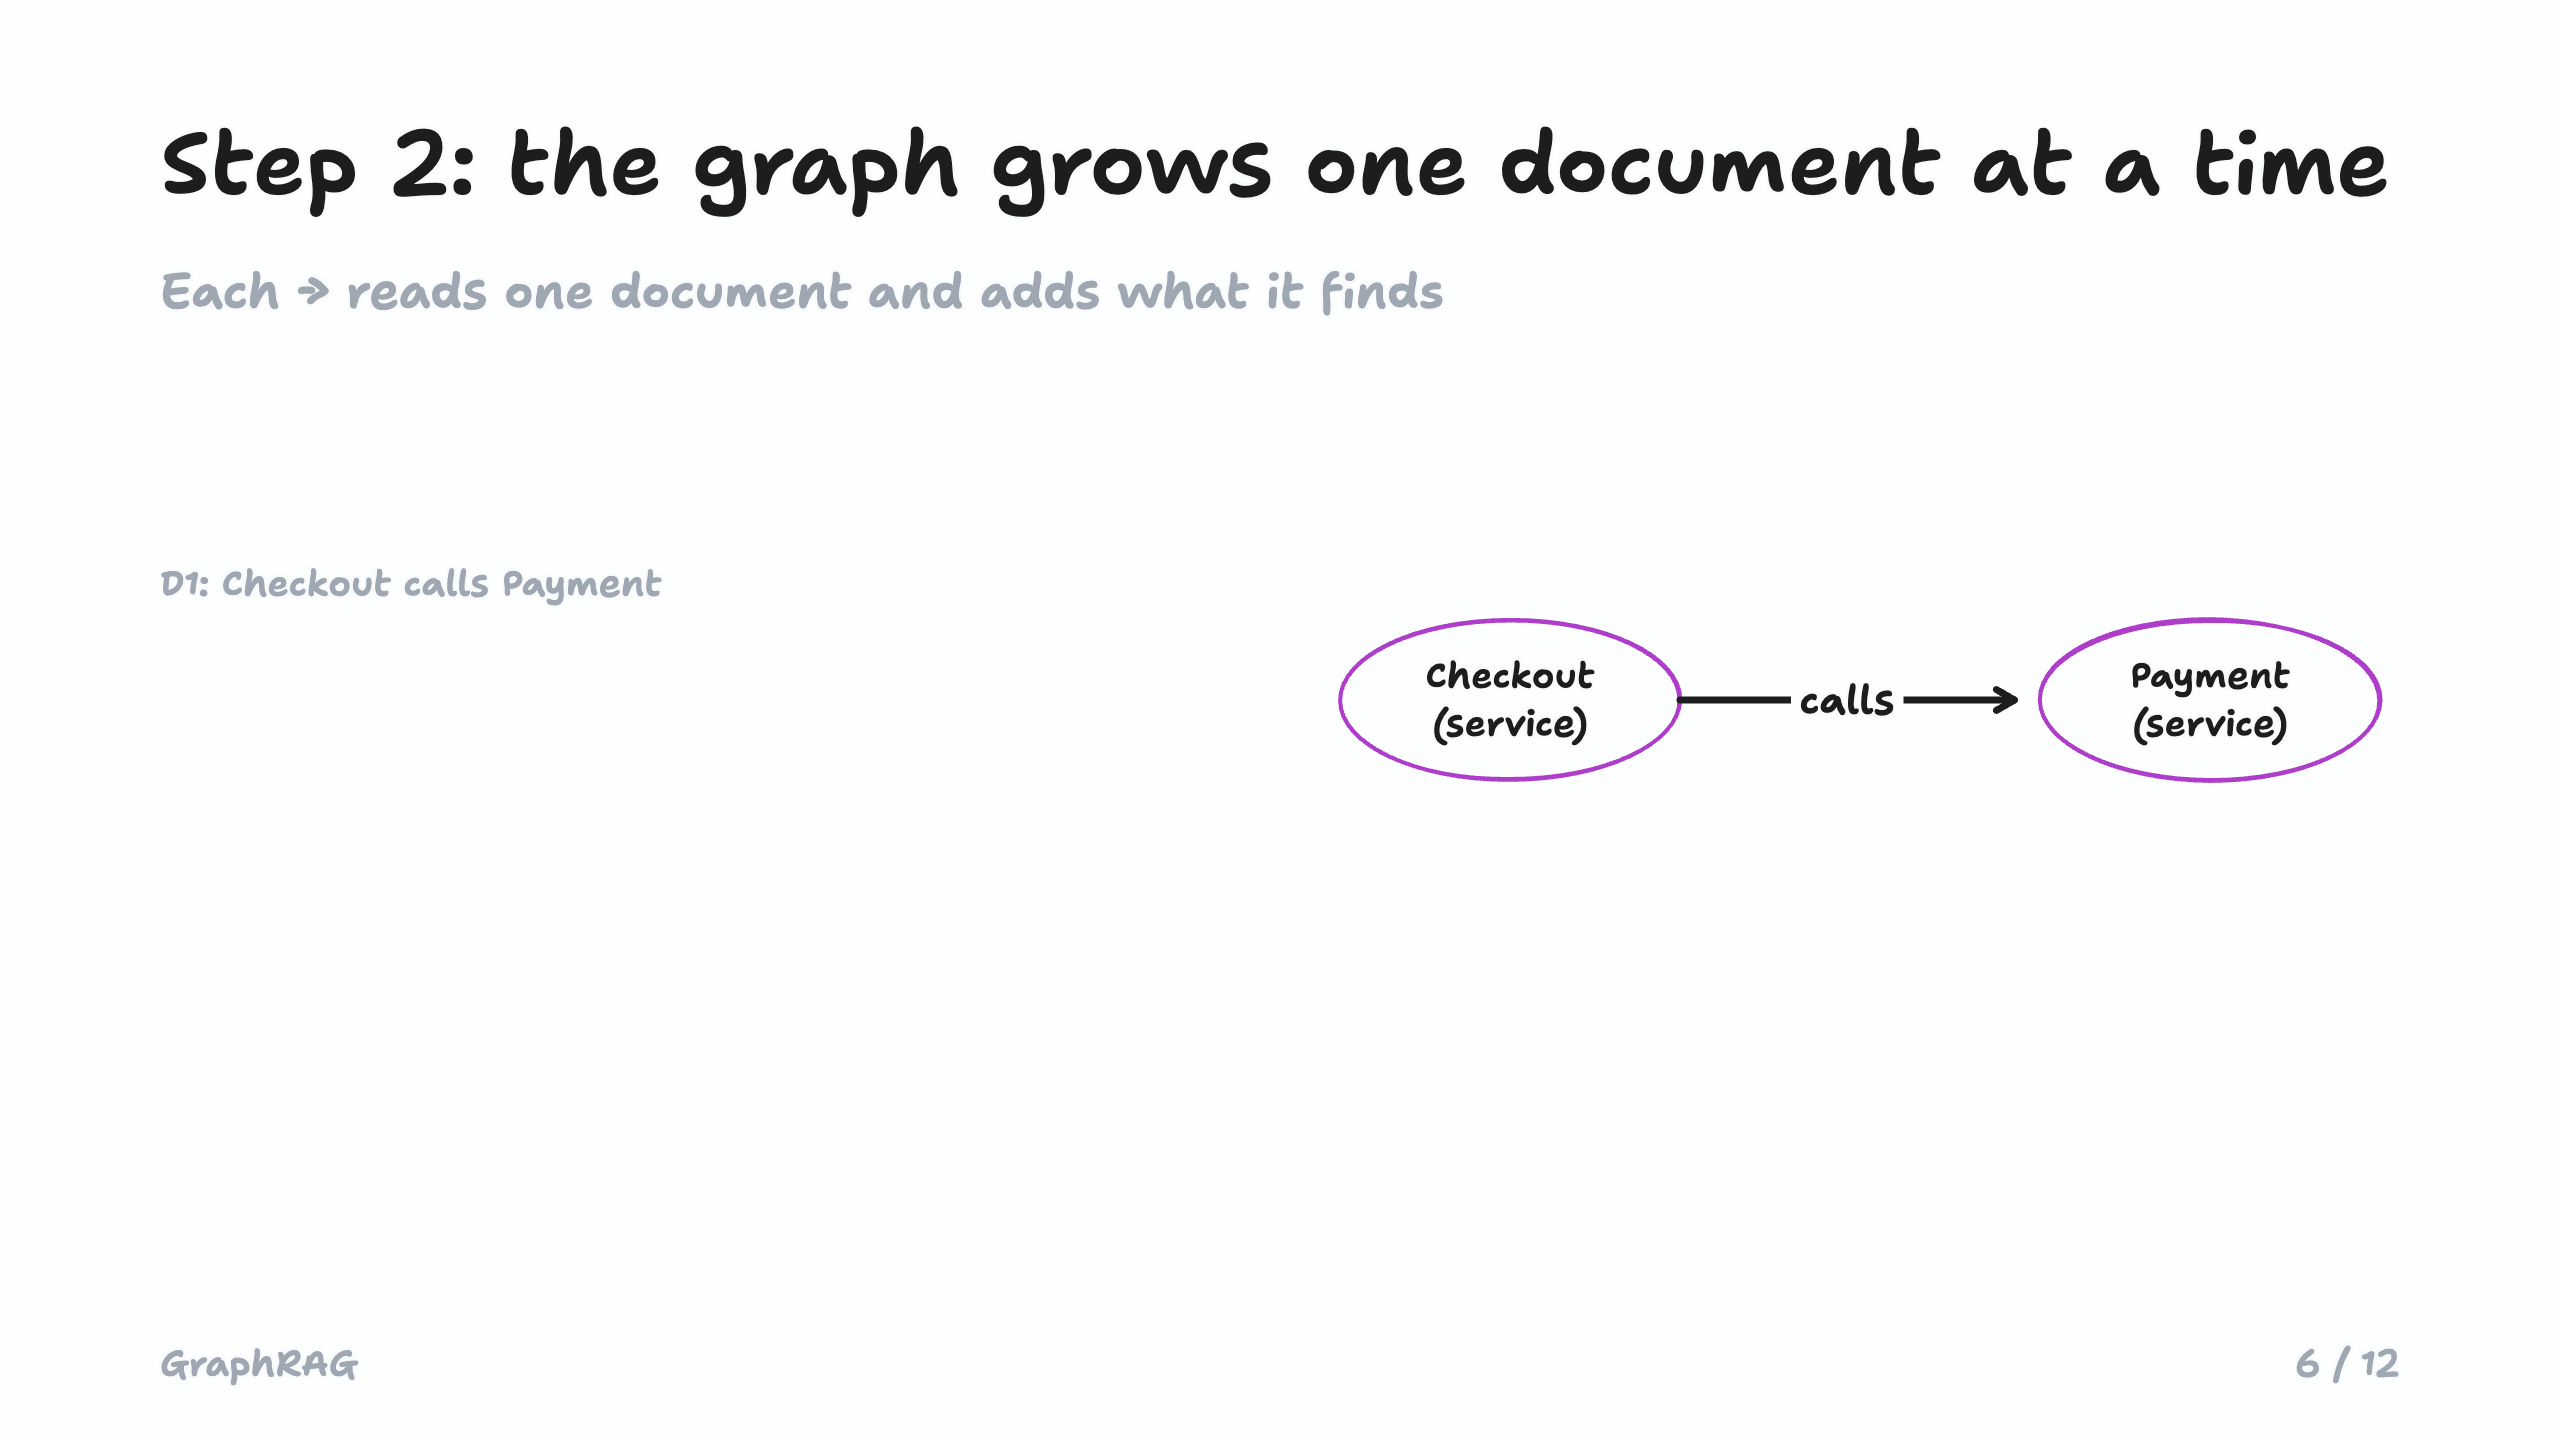 Step 2: the graph grows one document at a time
Each → reads one document and adds what it finds
D1: Checkout calls Payment
Checkout
(service)
calls
Payment
(service)
GraphRAG
6 / 12